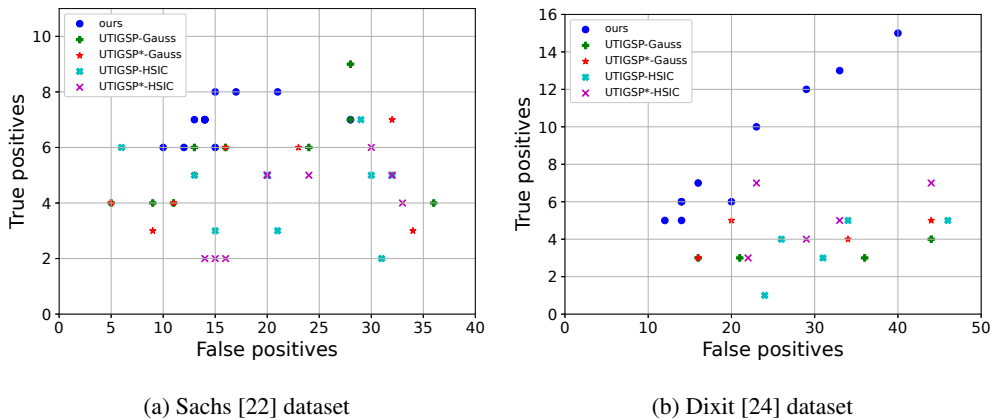 ours
UTIGSP-Gauss
UTIGSP*-Gauss
UTIGSP-HSIC
UTIGSP*-HSIC
True positives
10
8
6
4
2
0
0 5 10 15 20 25 30 35 40
False positives
(a) Sachs [22] dataset
ours
UTIGSP-Gauss
UTIGSP*-Gauss
UTIGSP-HSIC
UTIGSP*-HSIC
True positives
16
14
12
10
8
6
4
2
0
0 10 20 30 40 50
False positives
(b) Dixit [24] dataset